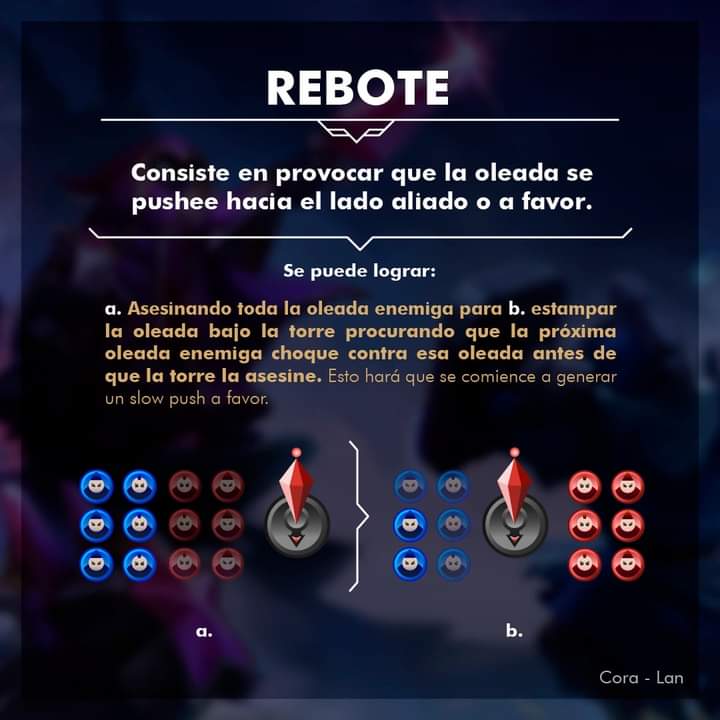 REBOTE
Consiste en provocar que la oleada se
pushee hacia el lado aliado o a favor.
Se puede lograr:
a. Asesinando toda la oleada enemiga para b. estampar
la oleada bajo la torre procurando que la próxima
oleada enemiga choque contra esa oleada antes de
que la torre la asesine. Esto hará que se comience a generar
un slow push a favor.
a.
b.
Cora - Lan